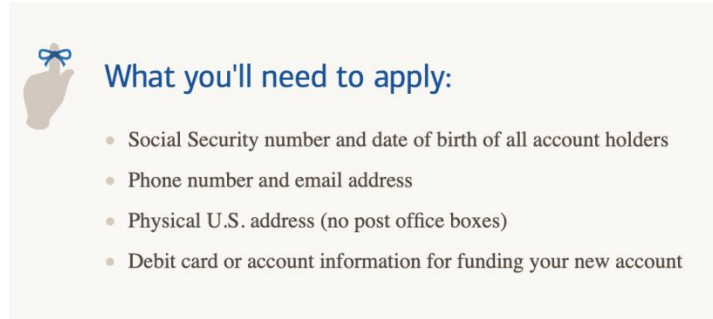 What you'll need to apply:
Social Security number and date of birth of all account holders
Phone number and email address
Physical U.S. address (no post office boxes)
Debit card or account information for funding your new account